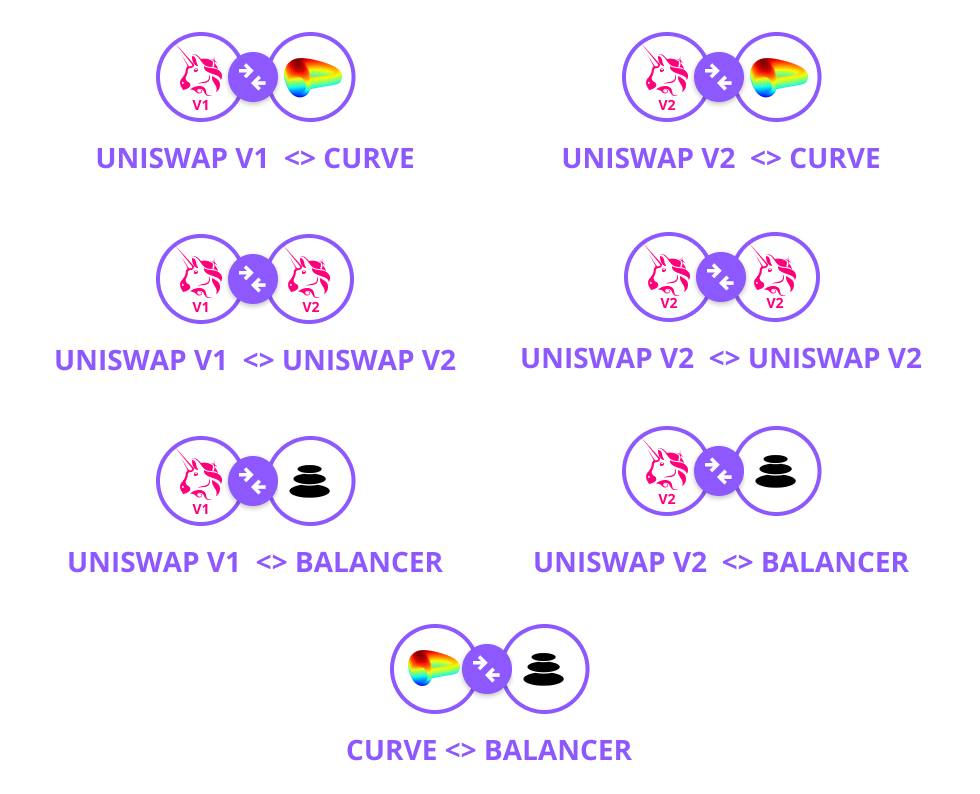 V1
V2
UNISWAP V1 <> CURVE
UNISWAP V2 <> CURVE
V1 V2
V2 V2
UNISWAP V1 <> UNISWAP V2
UNISWAP V2 <> UNISWAP V2
V1
V2
UNISWAP V1 <> BALANCER
UNISWAP V2 <> BALANCER
CURVE <> BALANCER